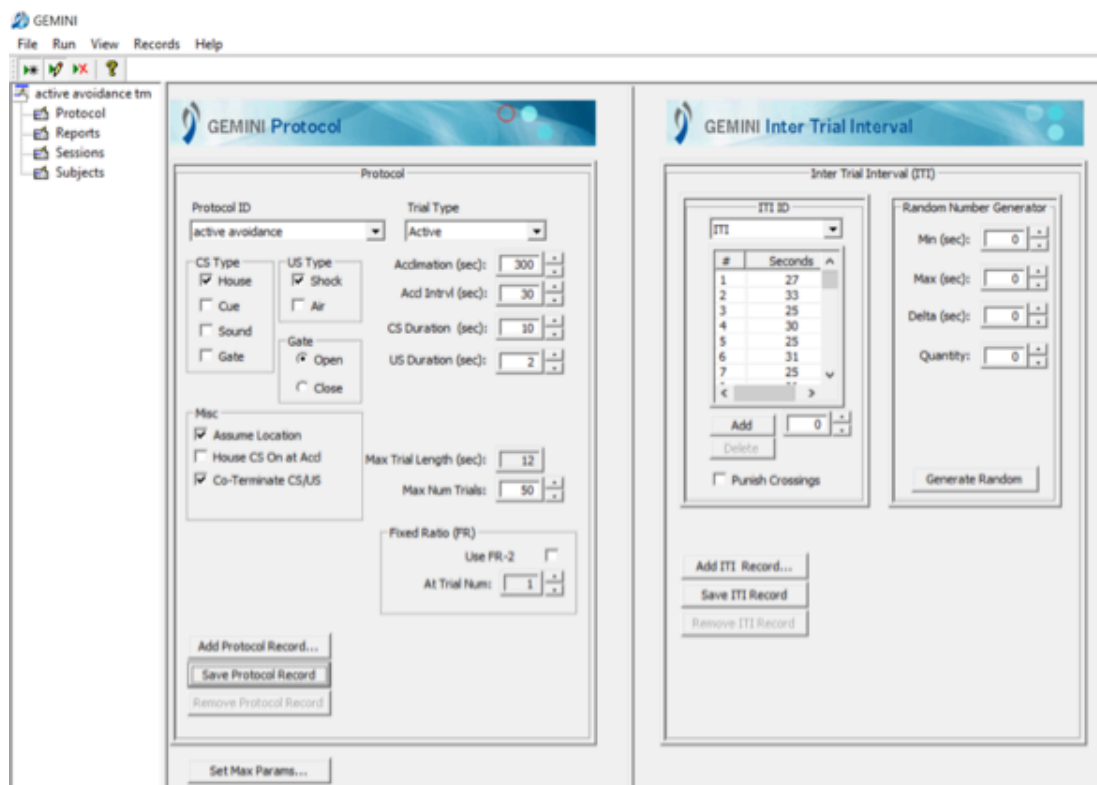 GEMINI
File Run View Records Help
active avoidance tm
Protocol
Reports
Sessions
Subjects
GEMINI Protocol
Protocol
Protocol ID
active avoidance
Trial Type
Active
CS Type
House
Cue
Sound
Gate
US Type
Shock
Air
Gate
Open
Close
Acclimation (sec): 300
Accl Intrvl (sec): 30
CS Duration (sec): 10
US Duration (sec): 2
Misc
Assume Location
House CS On at Accl
Co-Terminate CS/US
Max Trial Length (sec): 12
Max Num Trials: 50
Fixed Ratio (FR)
Use FR-2
At Trial Num: 1
Add Protocol Record...
Save Protocol Record
Remove Protocol Record
Set Max Params...
GEMINI Inter Trial Interval
Inter Trial Interval (ITI)
ITI ID
ITI
# Seconds
1 27
2 33
3 25
4 30
5 25
6 31
7 25
Add 0
Delete
Punish Crossings
Random Number Generator
Min (sec): 0
Max (sec): 0
Delta (sec): 0
Quantity: 0
Generate Random
Add ITI Record...
Save ITI Record
Remove ITI Record